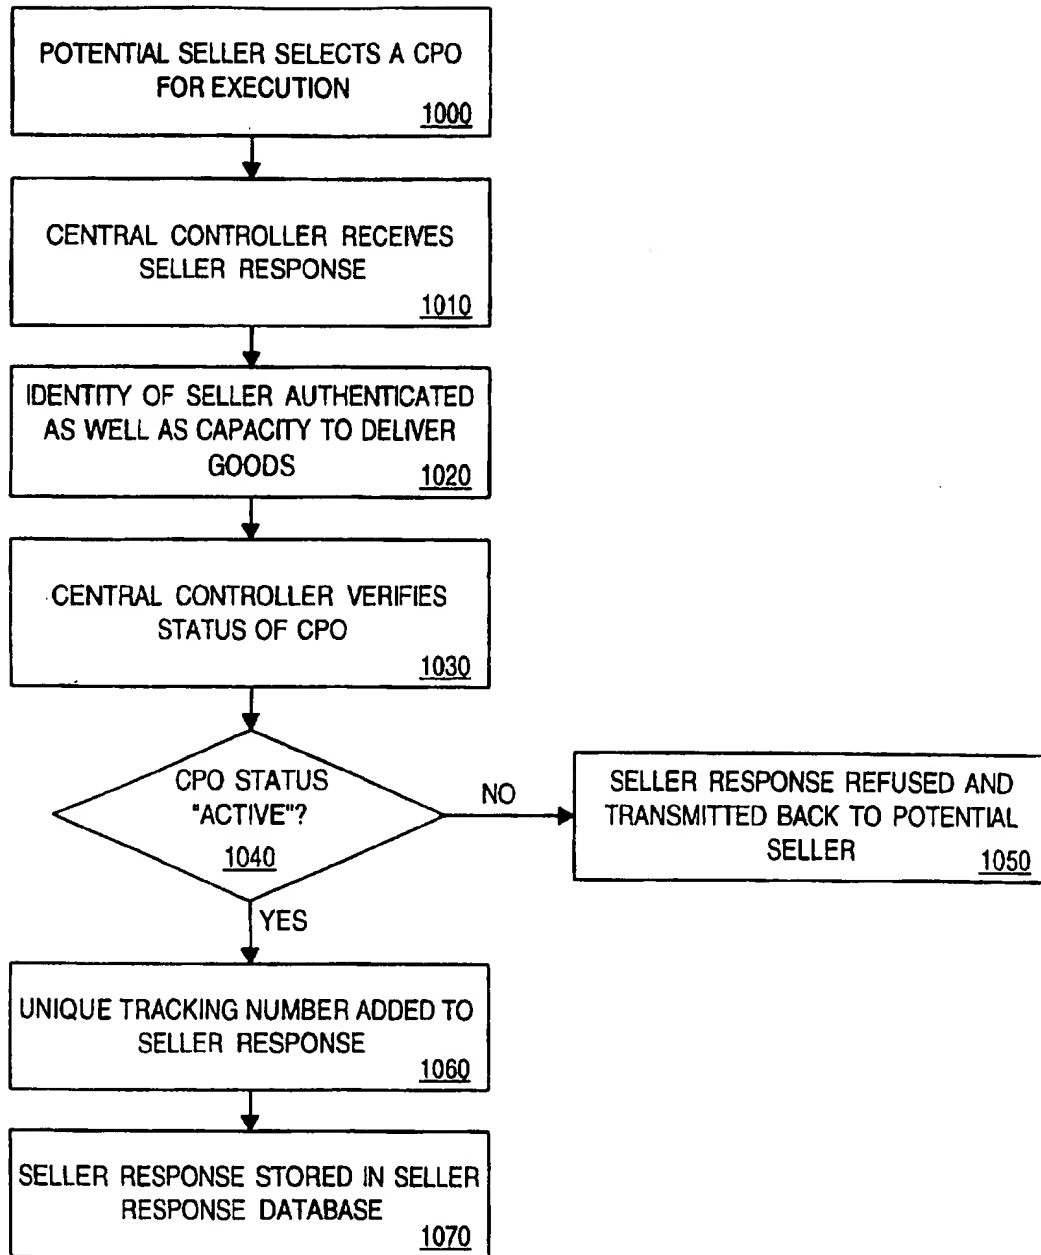 POTENTIAL SELLER SELECTS A CPO
FOR EXECUTION
1000
CENTRAL CONTROLLER RECEIVES
SELLER RESPONSE
1010
IDENTITY OF SELLER AUTHENTICATED
AS WELL AS CAPACITY TO DELIVER
GOODS
1020
CENTRAL CONTROLLER VERIFIES
STATUS OF CPO
1030
CPO STATUS
"ACTIVE"?
1040
NO
SELLER RESPONSE REFUSED AND
TRANSMITTED BACK TO POTENTIAL
SELLER
1050
YES
UNIQUE TRACKING NUMBER ADDED TO
SELLER RESPONSE
1060
SELLER RESPONSE STORED IN SELLER
RESPONSE DATABASE
1070